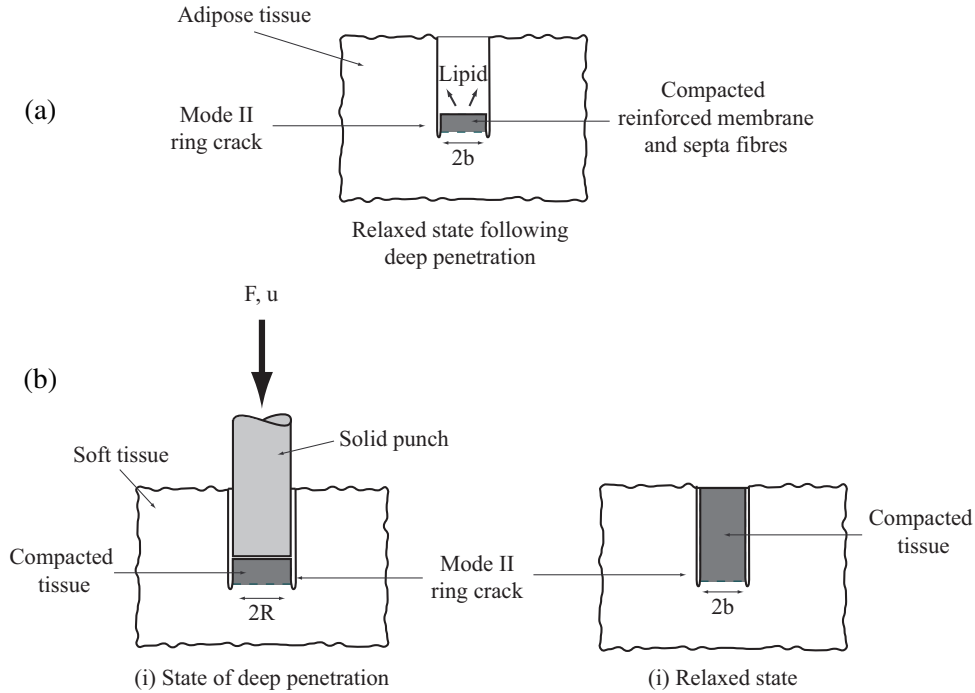 (a)
Adipose tissue
Lipid
Mode II
ring crack
Compacted
reinforced membrane
and septa fibres
2b
Relaxed state following
deep penetration
(b)
F, u
Solid punch
Soft tissue
Compacted
tissue
2R
Mode II
ring crack
(i) State of deep penetration
Compacted
tissue
2b
(i) Relaxed state